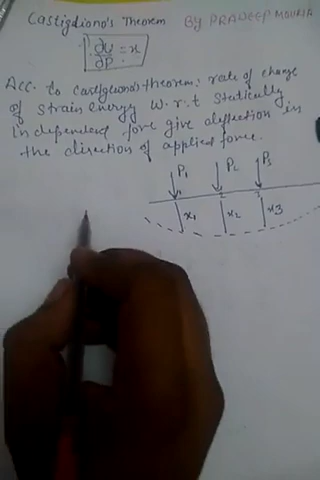 Castigliano's Theorem BY PRADEEP MOURIA
∂u/∂P = x
Acc. to castigliano's theorem: rate of change
of strain energy w.r.t statically
independent force give deflection in
the direction of applied force.
P1 P2 P3
x1 x2 x3